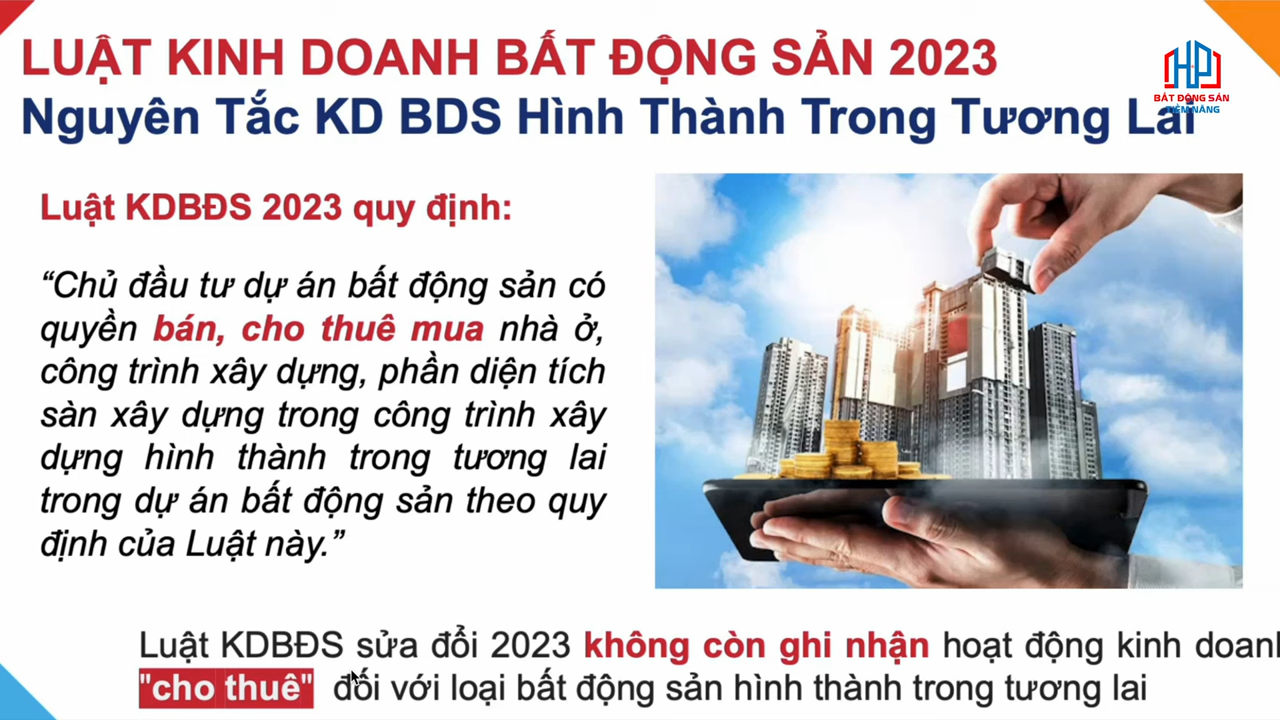 LUẬT KINH DOANH BẤT ĐỘNG SẢN 2023
Nguyên Tắc KD BDS Hình Thành Trong Tương Lai
HP
BẤT ĐỘNG SẢN
TIỀM NĂNG
Luật KDBĐS 2023 quy định:
“Chủ đầu tư dự án bất động sản có
quyền bán, cho thuê mua nhà ở,
công trình xây dựng, phần diện tích
sàn xây dựng trong công trình xây
dựng hình thành trong tương lai
trong dự án bất động sản theo quy
định của Luật này.”
Luật KDBĐS sửa đổi 2023 không còn ghi nhận hoạt động kinh doanh
"cho thuê" đối với loại bất động sản hình thành trong tương lai